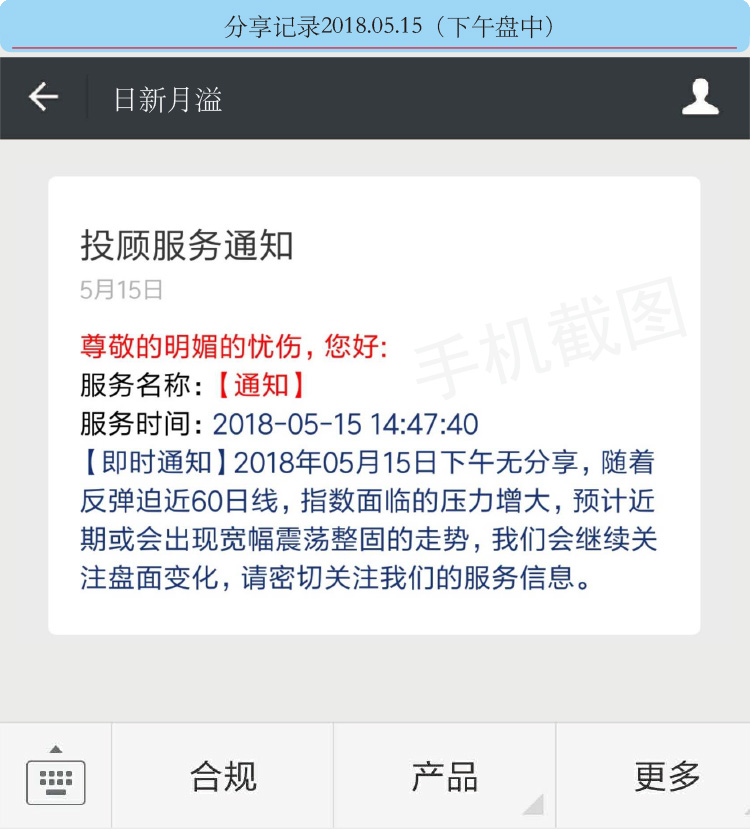 分享记录2018.05.15（下午盘中）
日新月溢
投顾服务通知
5月15日
手机截图
尊敬的明媚的忧伤，您好:
服务名称：【通知】
服务时间：2018-05-15 14:47:40
【即时通知】2018年05月15日下午无分享，随着
反弹迫近60日线，指数面临的压力增大，预计近
期或会出现宽幅震荡整固的走势，我们会继续关
注盘面变化，请密切关注我们的服务信息。
合规
产品
更多